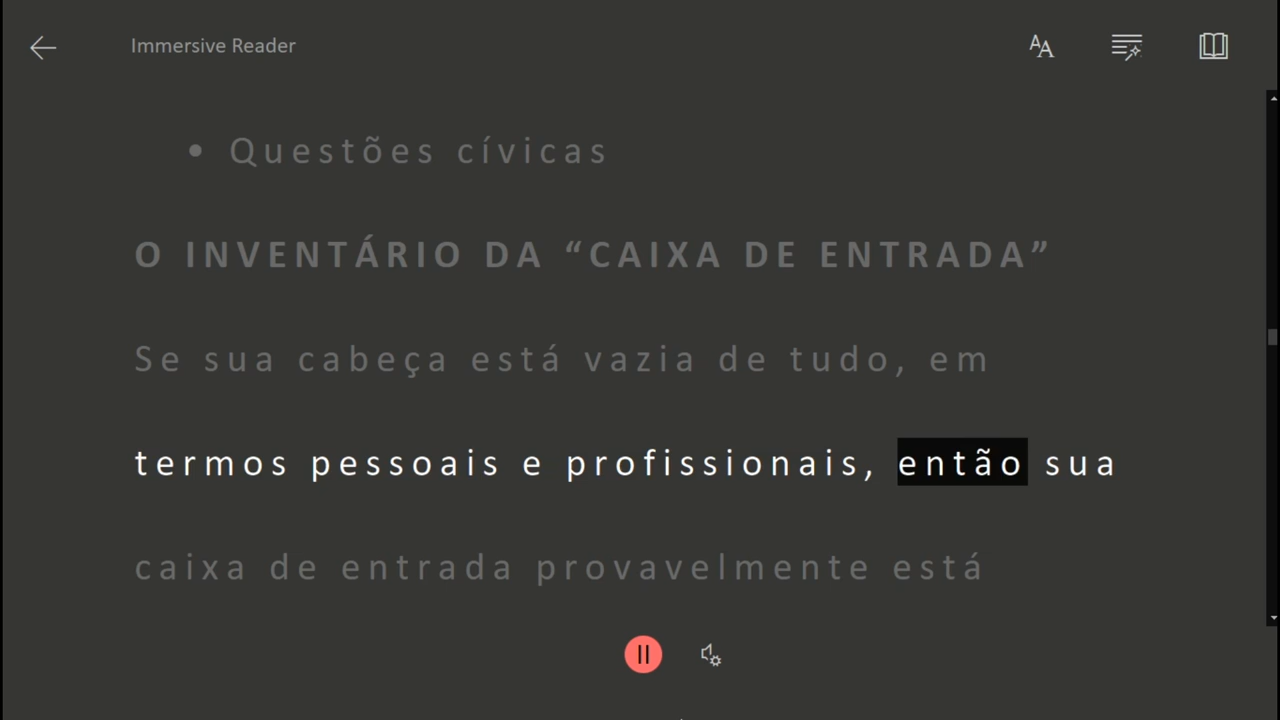 Immersive Reader
• Questões cívicas
O INVENTÁRIO DA “CAIXA DE ENTRADA”
Se sua cabeça está vazia de tudo, em
termos pessoais e profissionais, então sua
caixa de entrada provavelmente está